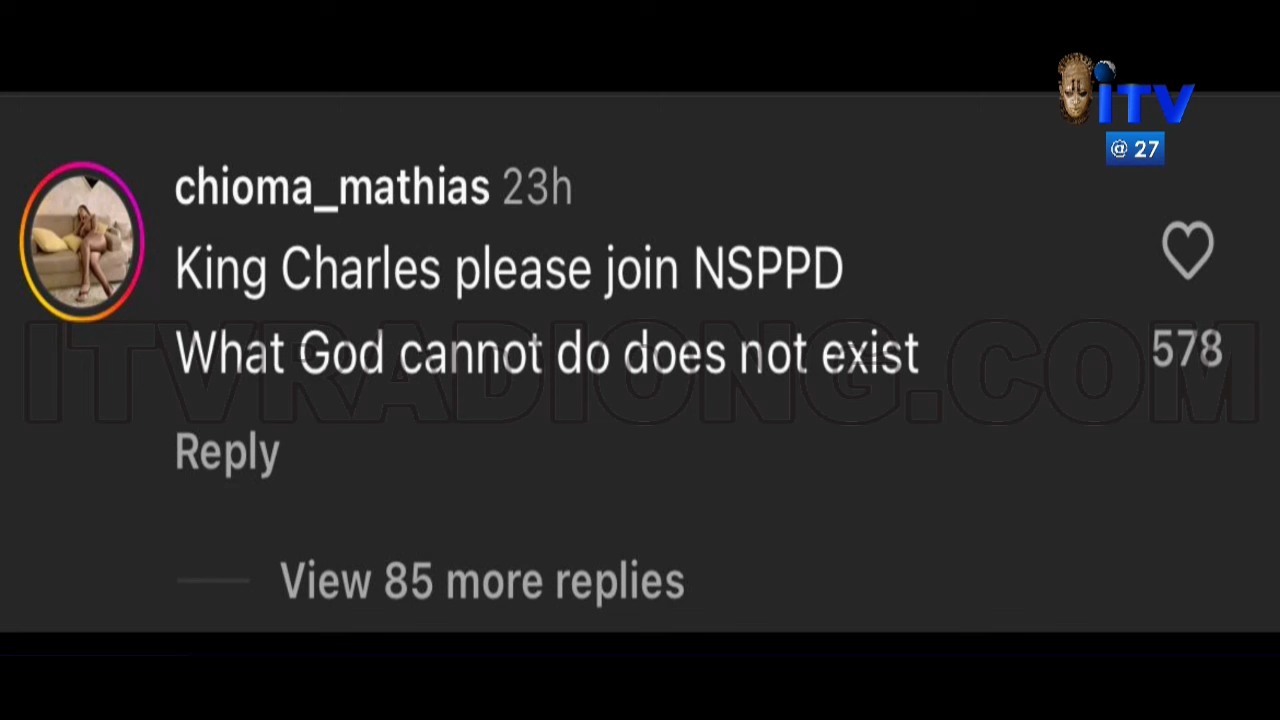 iTV
@ 27
chioma_mathias 23h
King Charles please join NSPPD
What God cannot do does not exist
578
ITVRADIONG.COM
Reply
View 85 more replies